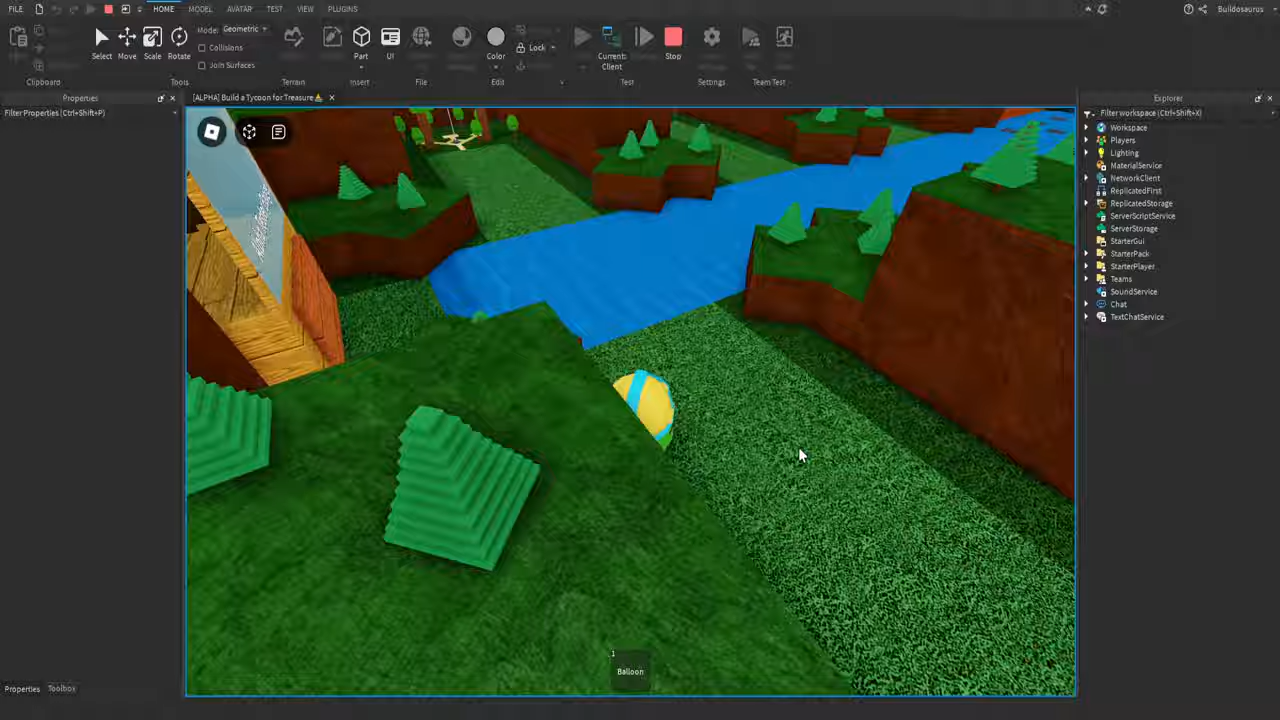 FILE HOME MODEL AVATAR TEST VIEW PLUGINS Buildosaurus
Mode: Geometric
Collisions
Join Surfaces
Select Move Scale Rotate Part UI Color Lock Current: Client Stop
Clipboard Tools Terrain Insert File Edit Test Settings Team Test
Properties
[ALPHA] Build a Tycoon for Treasure
Explorer
Filter Properties (Ctrl+Shift+P)
Filter workspace (Ctrl+Shift+X)
Workspace
Players
Lighting
MaterialService
NetworkClient
ReplicatedFirst
ReplicatedStorage
ServerScriptService
ServerStorage
StarterGui
StarterPack
StarterPlayer
Teams
SoundService
Chat
TextChatService
1
Balloon
Properties Toolbox